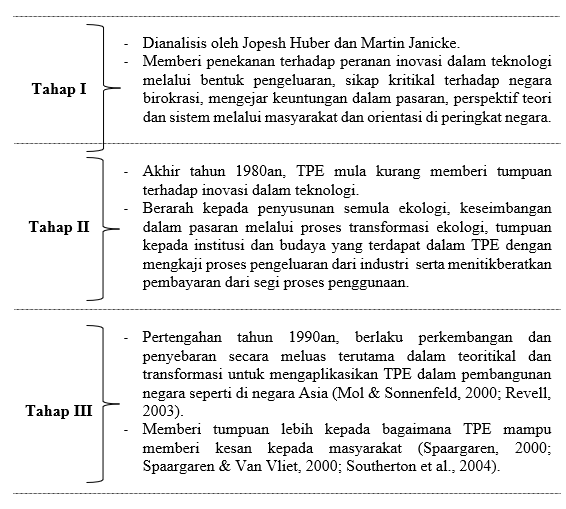 Tahap I
- Dianalisis oleh Jopesh Huber dan Martin Janicke.
- Memberi penekanan terhadap peranan inovasi dalam teknologi
melalui bentuk pengeluaran, sikap kritikal terhadap negara
birokrasi, mengejar keuntungan dalam pasaran, perspektif teori
dan sistem melalui masyarakat dan orientasi di peringkat negara.
Tahap II
- Akhir tahun 1980an, TPE mula kurang memberi tumpuan
terhadap inovasi dalam teknologi.
- Berarah kepada penyusunan semula ekologi, keseimbangan
dalam pasaran melalui proses transformasi ekologi, tumpuan
kepada institusi dan budaya yang terdapat dalam TPE dengan
mengkaji proses pengeluaran dari industri serta menitikberatkan
pembayaran dari segi proses penggunaan.
Tahap III
- Pertengahan tahun 1990an, berlaku perkembangan dan
penyebaran secara meluas terutama dalam teoritikal dan
transformasi untuk mengaplikasikan TPE dalam pembangunan
negara seperti di negara Asia (Mol & Sonnenfeld, 2000; Revell,
2003).
- Memberi tumpuan lebih kepada bagaimana TPE mampu
memberi kesan kepada masyarakat (Spaargaren, 2000;
Spaargaren & Van Vliet, 2000; Southerton et al., 2004).